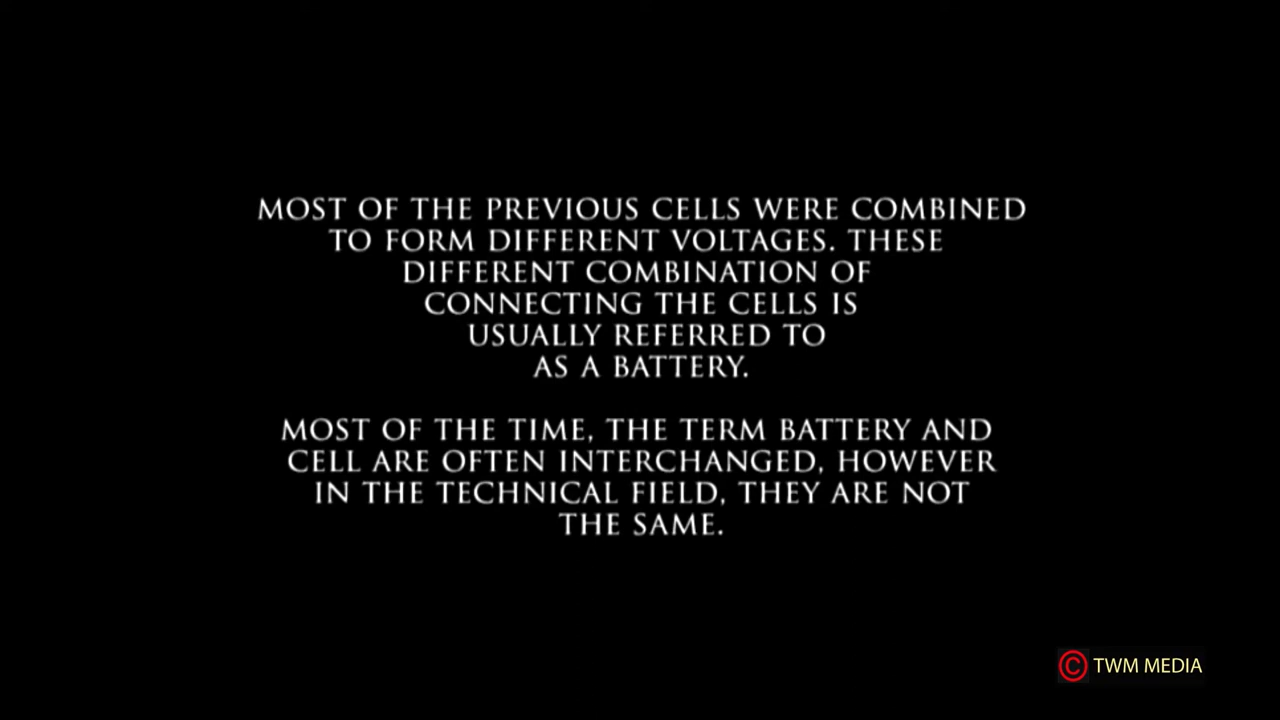 MOST OF THE PREVIOUS CELLS WERE COMBINED
TO FORM DIFFERENT VOLTAGES. THESE
DIFFERENT COMBINATION OF
CONNECTING THE CELLS IS
USUALLY REFERRED TO
AS A BATTERY.
MOST OF THE TIME, THE TERM BATTERY AND
CELL ARE OFTEN INTERCHANGED, HOWEVER
IN THE TECHNICAL FIELD, THEY ARE NOT
THE SAME.
© TWM MEDIA